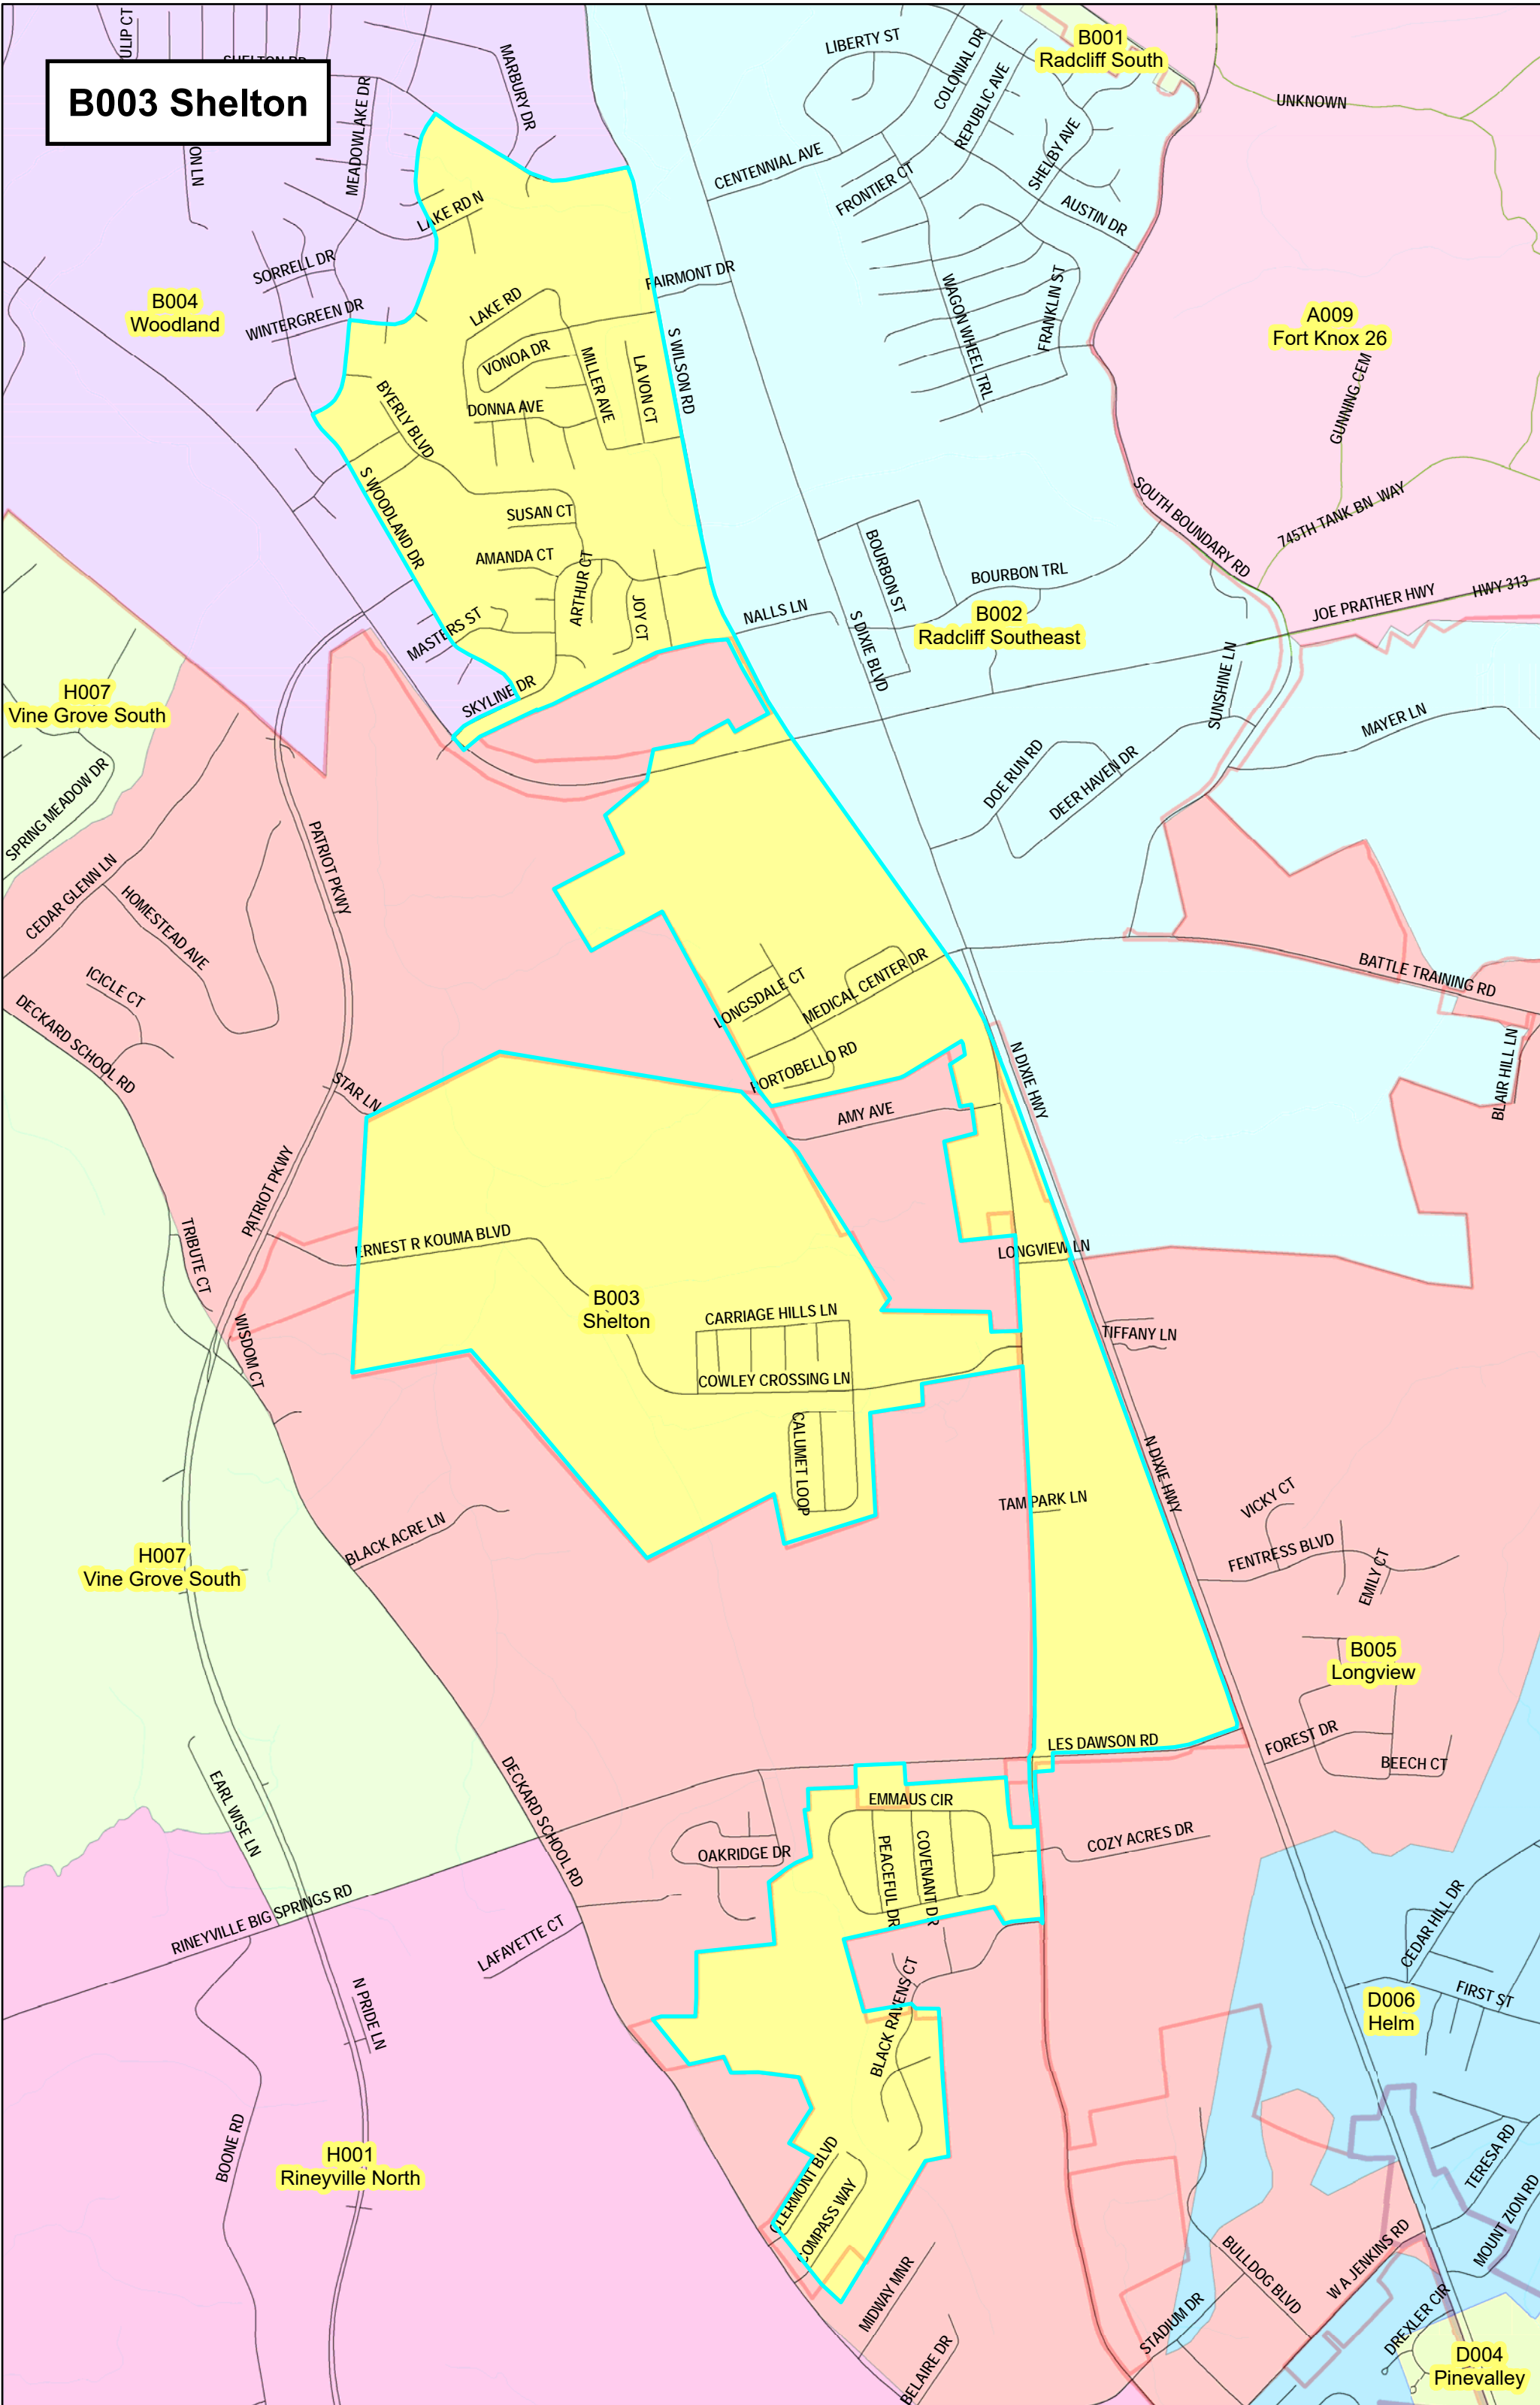 B003 Shelton
ULIP CT
SHELTON RD
ON LN
MEADOWLAKE DR
MARBURY DR
LIBERTY ST
COLONIAL DR
REPUBLIC AVE
B001
Radcliff South
UNKNOWN
CENTENNIAL AVE
FRONTIER CT
SHELBY AVE
AUSTIN DR
LAKE RD N
SORRELL DR
WINTERGREEN DR
B004
Woodland
FAIRMONT DR
LAKE RD
VONOA DR
MILLER AVE
LA VON CT
S WILSON RD
DONNA AVE
BYERLY BLVD
WAGON WHEEL TRL
FRANKLIN ST
A009
Fort Knox 26
GUNNING CEM
745TH TANK BN WAY
SOUTH BOUNDARY RD
JOE PRATHER HWY
HWY 313
S WOODLAND DR
SUSAN CT
AMANDA CT
ARTHUR CT
JOY CT
MASTERS ST
SKYLINE DR
NALLS LN
BOURBON ST
BOURBON TRL
S DIXIE BLVD
B002
Radcliff Southeast
SUNSHINE LN
MAYER LN
DOE RUN RD
DEER HAVEN DR
H007
Vine Grove South
SPRING MEADOW DR
CEDAR GLENN LN
HOMESTEAD AVE
PATRIOT PKWY
ICICLE CT
DECKARD SCHOOL RD
STAR LN
LONGSDALE CT
MEDICAL CENTER DR
PORTOBELLO RD
AMY AVE
N DIXIE HWY
BATTLE TRAINING RD
BLAIR HILL LN
PATRIOT PKWY
TRIBUTE CT
WISDOM CT
ERNEST R KOUMA BLVD
B003
Shelton
CARRIAGE HILLS LN
COWLEY CROSSING LN
CALUMET LOOP
LONGVIEW LN
TIFFANY LN
N DIXIE HWY
TAM PARK LN
VICKY CT
FENTRESS BLVD
EMILY CT
BLACK ACRE LN
H007
Vine Grove South
B005
Longview
FOREST DR
BEECH CT
LES DAWSON RD
EARL WISE LN
DECKARD SCHOOL RD
EMMAUS CIR
PEACEFUL DR
COVENANT DR
OAKRIDGE DR
COZY ACRES DR
RINEYVILLE BIG SPRINGS RD
LAFAYETTE CT
N PRIDE LN
BLACK RAVENS CT
CEDAR HILL DR
FIRST ST
D006
Helm
BOONE RD
H001
Rineyville North
CLERMONT BLVD
COMPASS WAY
MIDWAY MNR
BELAIRE DR
TERESA RD
MOUNT ZION RD
W A JENKINS RD
BULLDOG BLVD
STADIUM DR
DREXLER CIR
D004
Pinevalley